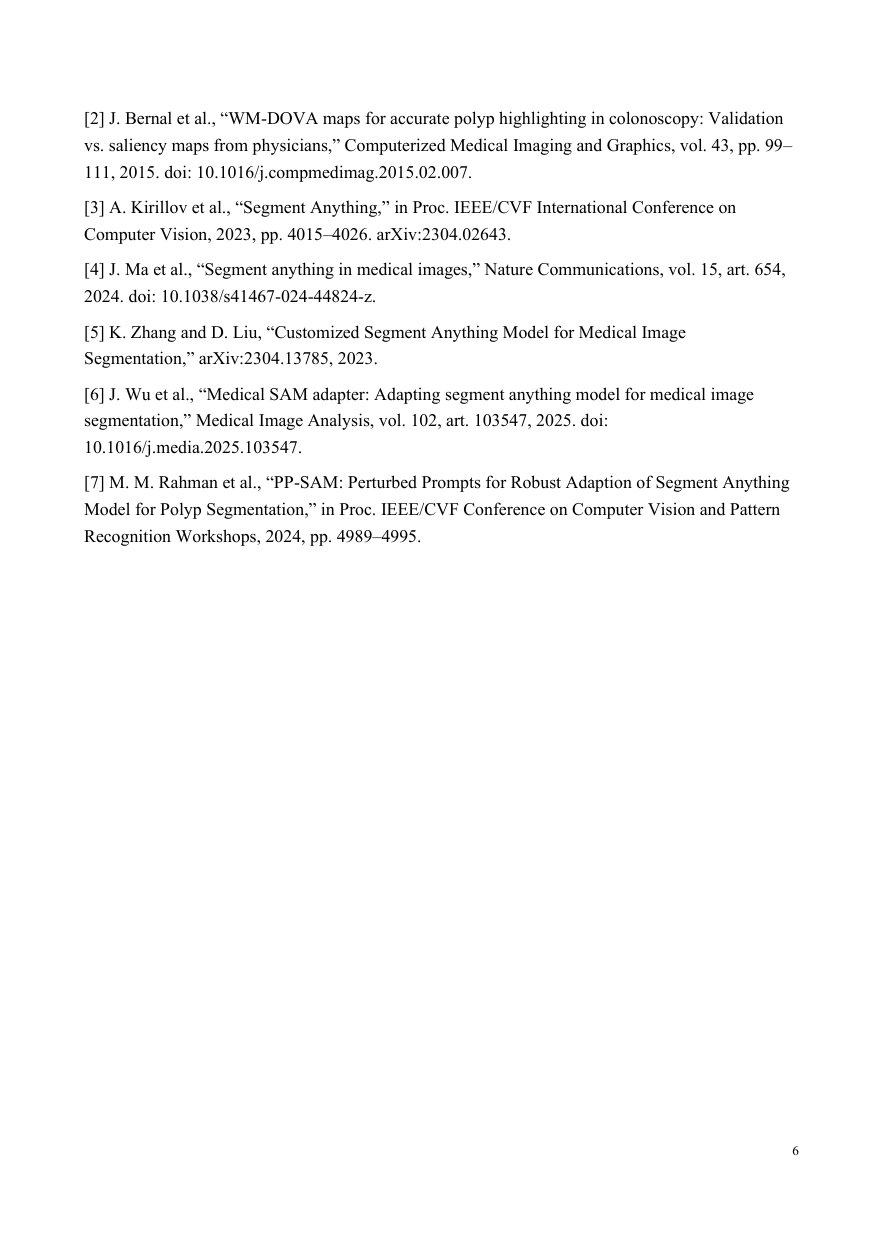 [2] J. Bernal et al., “WM-DOVA maps for accurate polyp highlighting in colonoscopy: Validation
vs. saliency maps from physicians,” Computerized Medical Imaging and Graphics, vol. 43, pp. 99–
111, 2015. doi: 10.1016/j.compmedimag.2015.02.007.
[3] A. Kirillov et al., “Segment Anything,” in Proc. IEEE/CVF International Conference on
Computer Vision, 2023, pp. 4015–4026. arXiv:2304.02643.
[4] J. Ma et al., “Segment anything in medical images,” Nature Communications, vol. 15, art. 654,
2024. doi: 10.1038/s41467-024-44824-z.
[5] K. Zhang and D. Liu, “Customized Segment Anything Model for Medical Image
Segmentation,” arXiv:2304.13785, 2023.
[6] J. Wu et al., “Medical SAM adapter: Adapting segment anything model for medical image
segmentation,” Medical Image Analysis, vol. 102, art. 103547, 2025. doi:
10.1016/j.media.2025.103547.
[7] M. M. Rahman et al., “PP-SAM: Perturbed Prompts for Robust Adaption of Segment Anything
Model for Polyp Segmentation,” in Proc. IEEE/CVF Conference on Computer Vision and Pattern
Recognition Workshops, 2024, pp. 4989–4995.
6